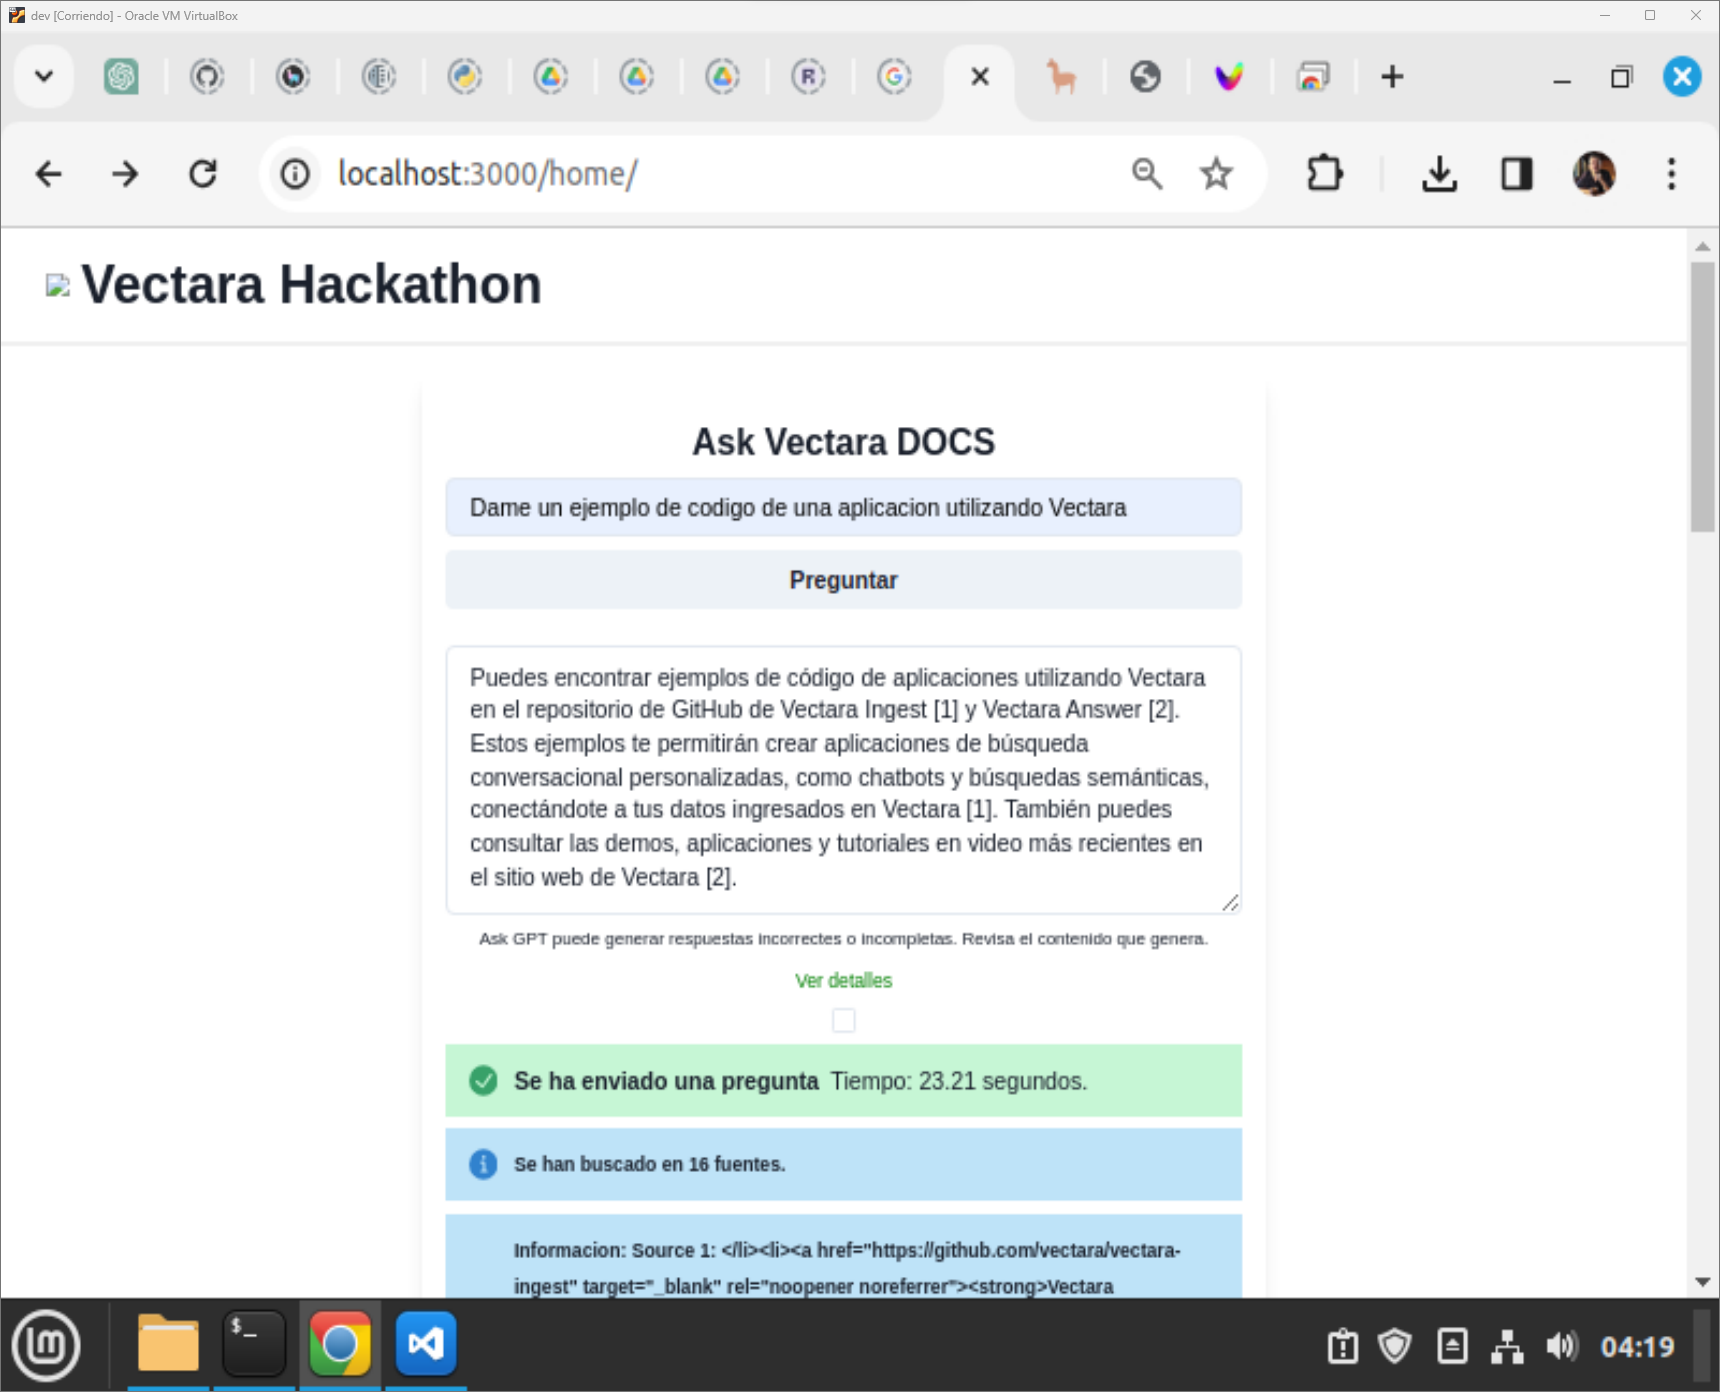 dev [Corriendo] - Oracle VM VirtualBox
localhost:3000/home/
Vectara Hackathon
Ask Vectara DOCS
Dame un ejemplo de codigo de una aplicacion utilizando Vectara
Preguntar
Puedes encontrar ejemplos de código de aplicaciones utilizando Vectara
en el repositorio de GitHub de Vectara Ingest [1] y Vectara Answer [2].
Estos ejemplos te permitirán crear aplicaciones de búsqueda
conversacional personalizadas, como chatbots y búsquedas semánticas,
conectándote a tus datos ingresados en Vectara [1]. También puedes
consultar las demos, aplicaciones y tutoriales en video más recientes en
el sitio web de Vectara [2].
Ask GPT puede generar respuestas incorrectes o incompletas. Revisa el contenido que genera.
Ver detalles
Se ha enviado una pregunta Tiempo: 23.21 segundos.
Se han buscado en 16 fuentes.
Informacion: Source 1: </li><li><a href="https://github.com/vectara/vectara-
ingest" target="_blank" rel="noopener noreferrer"><strong>Vectara
04:19